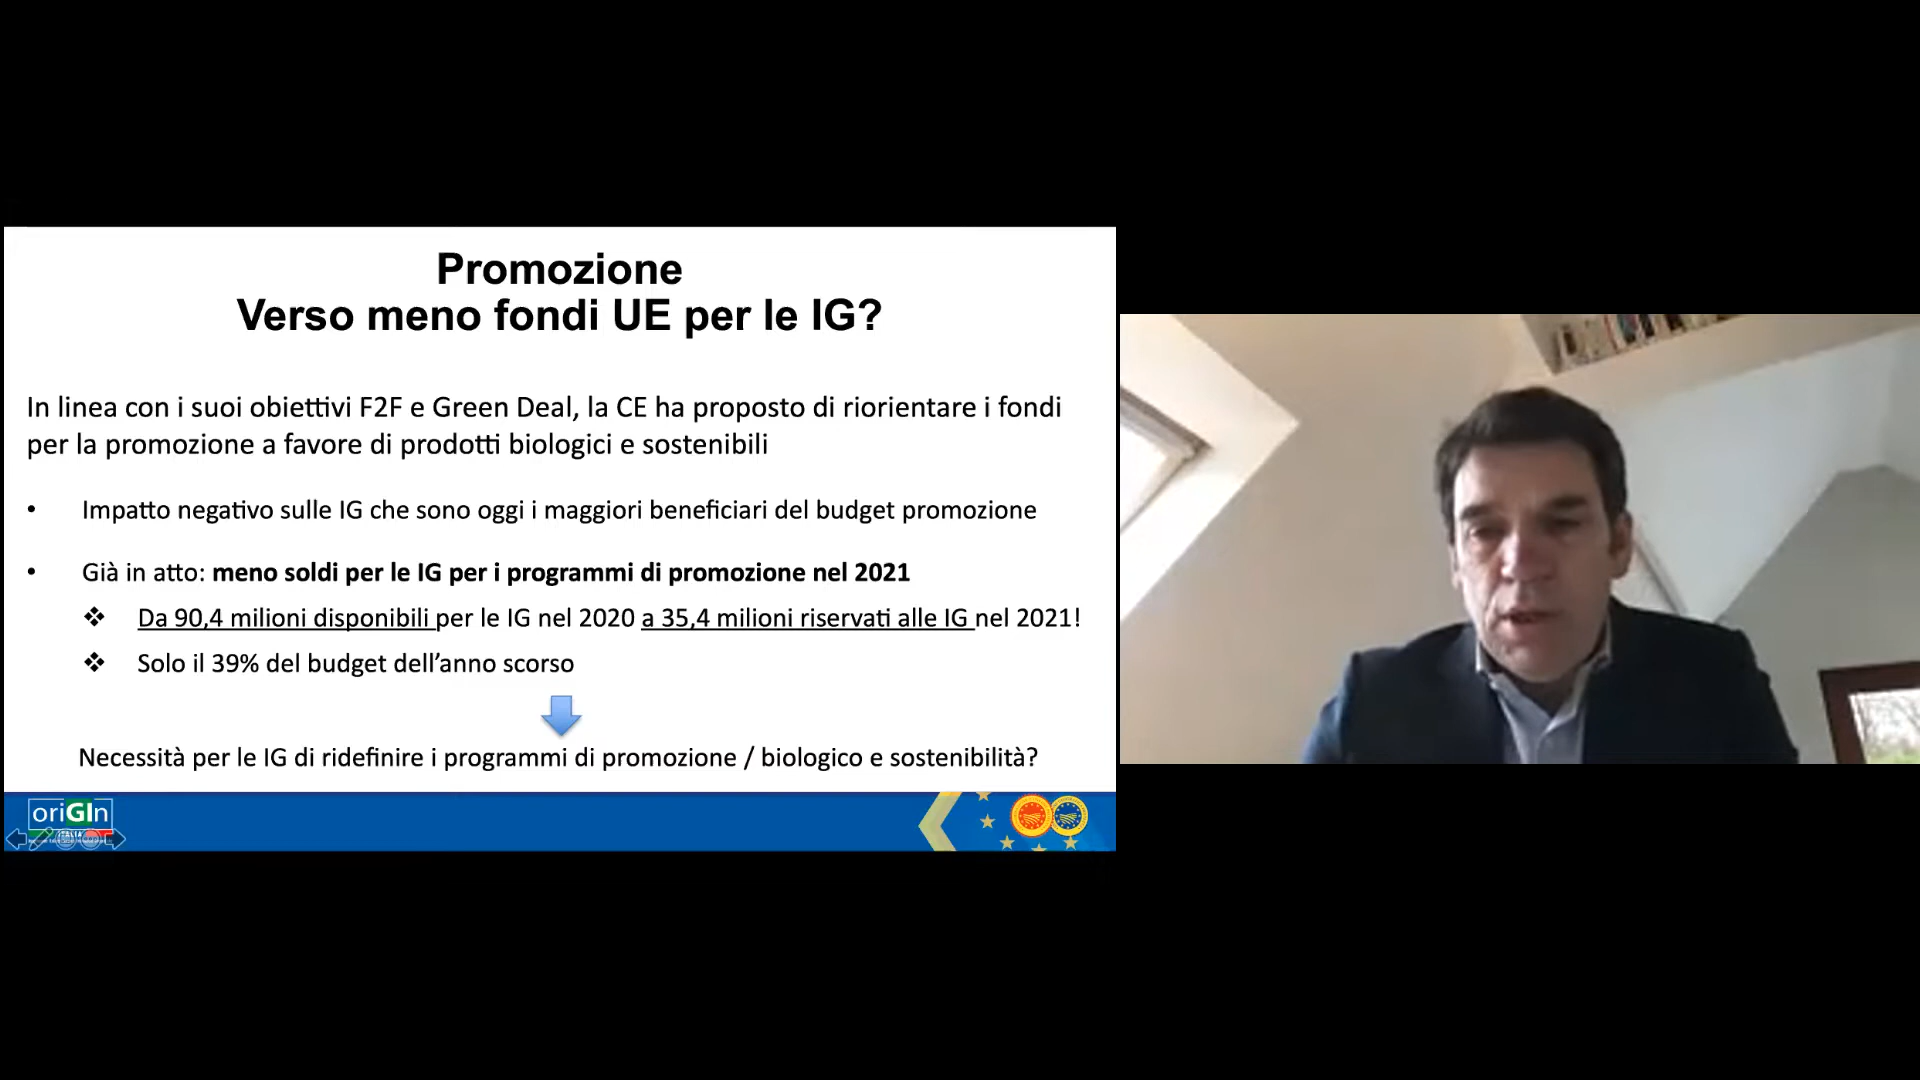 Promozione
Verso meno fondi UE per le IG?
In linea con i suoi obiettivi F2F e Green Deal, la CE ha proposto di riorientare i fondi
per la promozione a favore di prodotti biologici e sostenibili
• Impatto negativo sulle IG che sono oggi i maggiori beneficiari del budget promozione
• Già in atto: meno soldi per le IG per i programmi di promozione nel 2021
❖ Da 90,4 milioni disponibili per le IG nel 2020 a 35,4 milioni riservati alle IG nel 2021!
❖ Solo il 39% del budget dell’anno scorso
Necessità per le IG di ridefinire i programmi di promozione / biologico e sostenibilità?
oriGIn
ITALIA